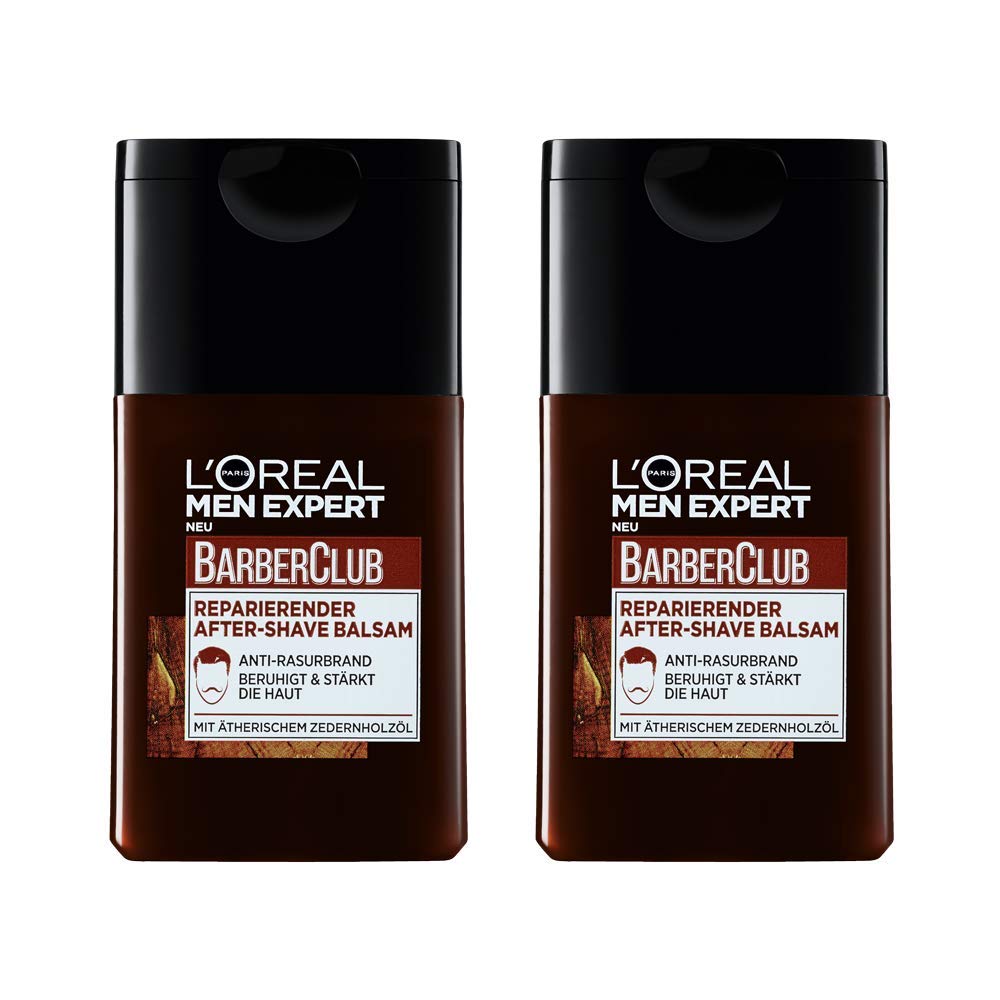 L'OREAL
PARIS
MEN EXPERT
NEU
BARBERCLUB
REPARIERENDER
AFTER-SHAVE BALSAM
ANTI-RASURBRAND
BERUHIGT & STÄRKT
DIE HAUT
MIT ÄTHERISCHEM ZEDERNHOLZÖL
L'OREAL
PARIS
MEN EXPERT
NEU
BARBERCLUB
REPARIERENDER
AFTER-SHAVE BALSAM
ANTI-RASURBRAND
BERUHIGT & STÄRKT
DIE HAUT
MIT ÄTHERISCHEM ZEDERNHOLZÖL